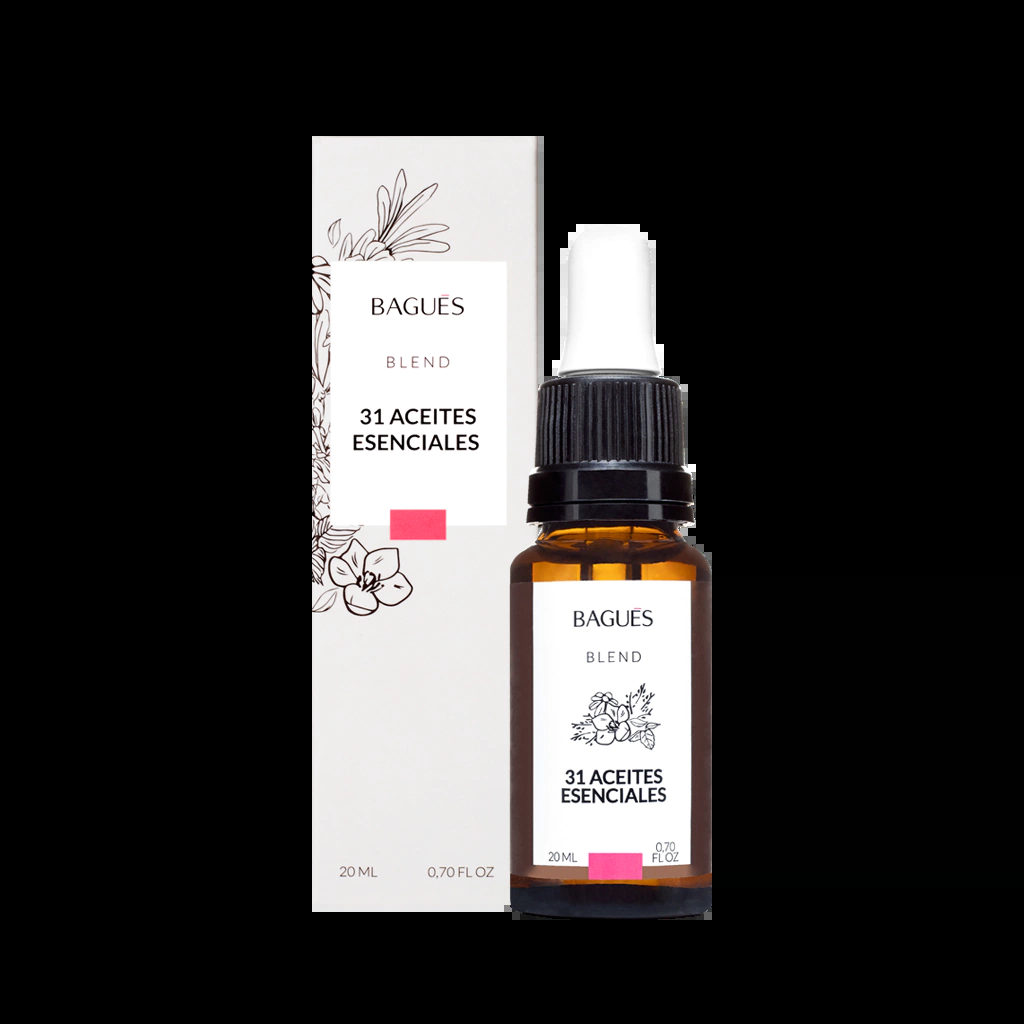 BAGUĒS
BLEND
31 ACEITES
ESENCIALES
20 ML
0,70 FL OZ
BAGUĒS
BLEND
31 ACEITES
ESENCIALES
20 ML
0,70
FL OZ